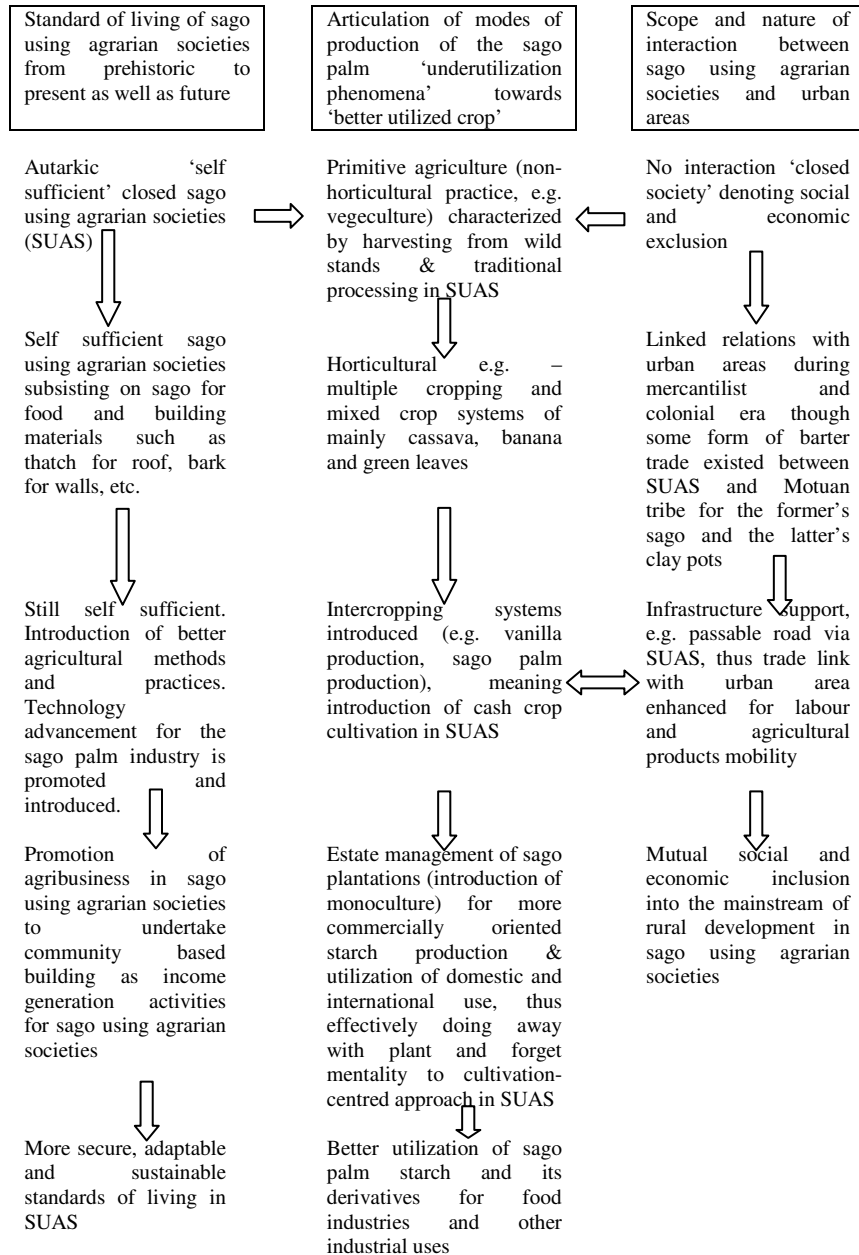 Standard of living of sago
using agrarian societies
from prehistoric to
present as well as future
Articulation of modes of
production of the sago
palm ‘underutilization
phenomena’ towards
‘better utilized crop’
Scope and nature of
interaction between
sago using agrarian
societies and urban
areas
Autarkic ‘self
sufficient’ closed sago
using agrarian societies
(SUAS)
Primitive agriculture (non-
horticultural practice, e.g.
vegeculture) characterized
by harvesting from wild
stands & traditional
processing in SUAS
No interaction ‘closed
society’ denoting social
and economic
exclusion
Self sufficient sago
using agrarian societies
subsisting on sago for
food and building
materials such as
thatch for roof, bark
for walls, etc.
Horticultural e.g. –
multiple cropping and
mixed crop systems of
mainly cassava, banana
and green leaves
Linked relations with
urban areas during
mercantilist and
colonial era though
some form of barter
trade existed between
SUAS and Motuan
tribe for the former’s
sago and the latter’s
clay pots
Still self sufficient.
Introduction of better
agricultural methods
and practices.
Technology
advancement for the
sago palm industry is
promoted and
introduced.
Intercropping systems
introduced (e.g. vanilla
production, sago palm
production), meaning
introduction of cash crop
cultivation in SUAS
Infrastructure support,
e.g. passable road via
SUAS, thus trade link
with urban area
enhanced for labour
and agricultural
products mobility
Promotion of
agribusiness in sago
using agrarian societies
to undertake
community based
building as income
generation activities
for sago using agrarian
societies
Estate management of sago
plantations (introduction of
monoculture) for more
commercially oriented
starch production &
utilization of domestic and
international use, thus
effectively doing away
with plant and forget
mentality to cultivation-
centred approach in SUAS
Mutual social and
economic inclusion
into the mainstream of
rural development in
sago using agrarian
societies
More secure, adaptable
and sustainable
standards of living in
SUAS
Better utilization of sago
palm starch and its
derivatives for food
industries and other
industrial uses